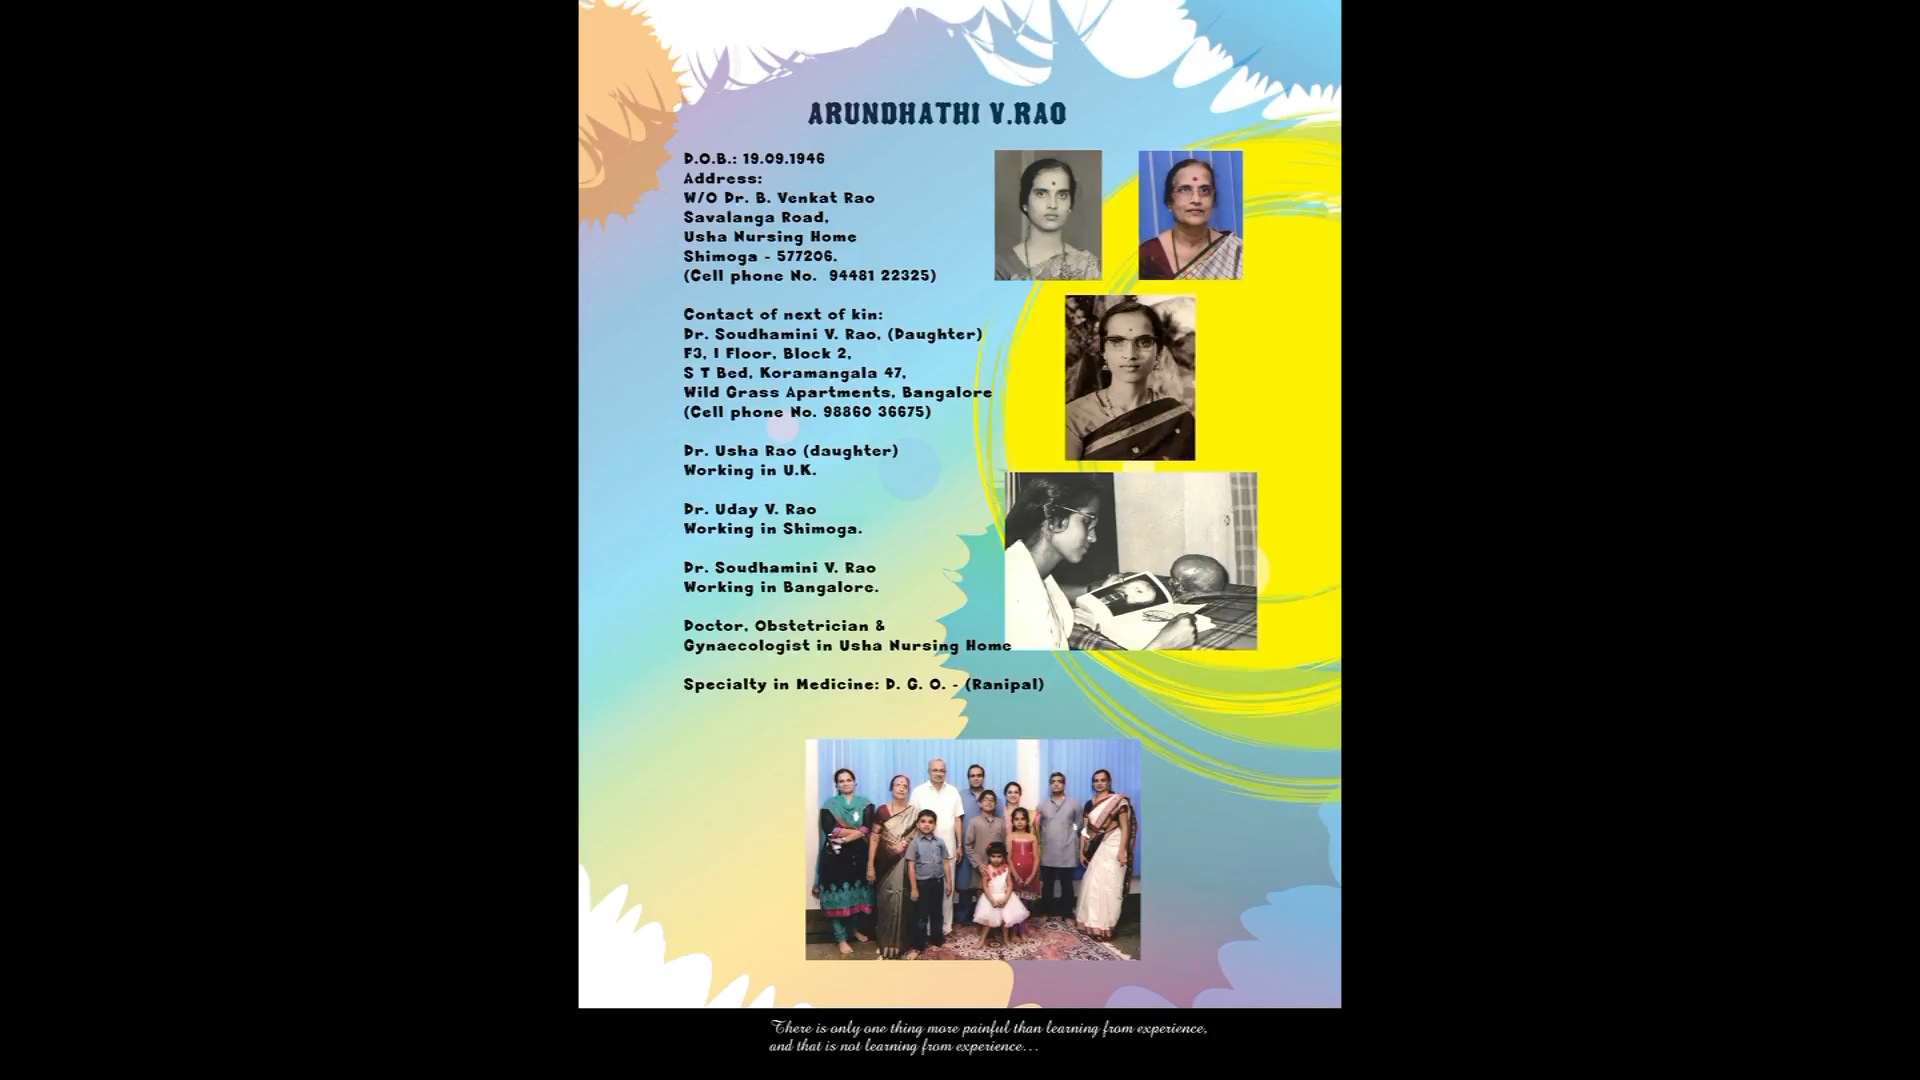 ARUNDHATHI V.RAO
D.O.B.: 19.09.1946
Address:
W/O Dr. B. Venkat Rao
Savalanga Road,
Usha Nursing Home
Shimoga - 577206.
(Cell phone No. 94481 22325)
Contact of next of kin:
Dr. Soudhamini V. Rao, (Daughter)
F3, 1 Floor, Block 2,
S T Bed, Koramangala 47,
Wild Grass Apartments, Bangalore
(Cell phone No. 98860 36675)
Dr. Usha Rao (daughter)
Working in U.K.
Dr. Uday V. Rao
Working in Shimoga.
Dr. Soudhamini V. Rao
Working in Bangalore.
Doctor, Obstetrician &
Gynaecologist in Usha Nursing Home
Specialty in Medicine: D. G. O. - (Ranipal)
There is only one thing more painful than learning from experience,
and that is not learning from experience...